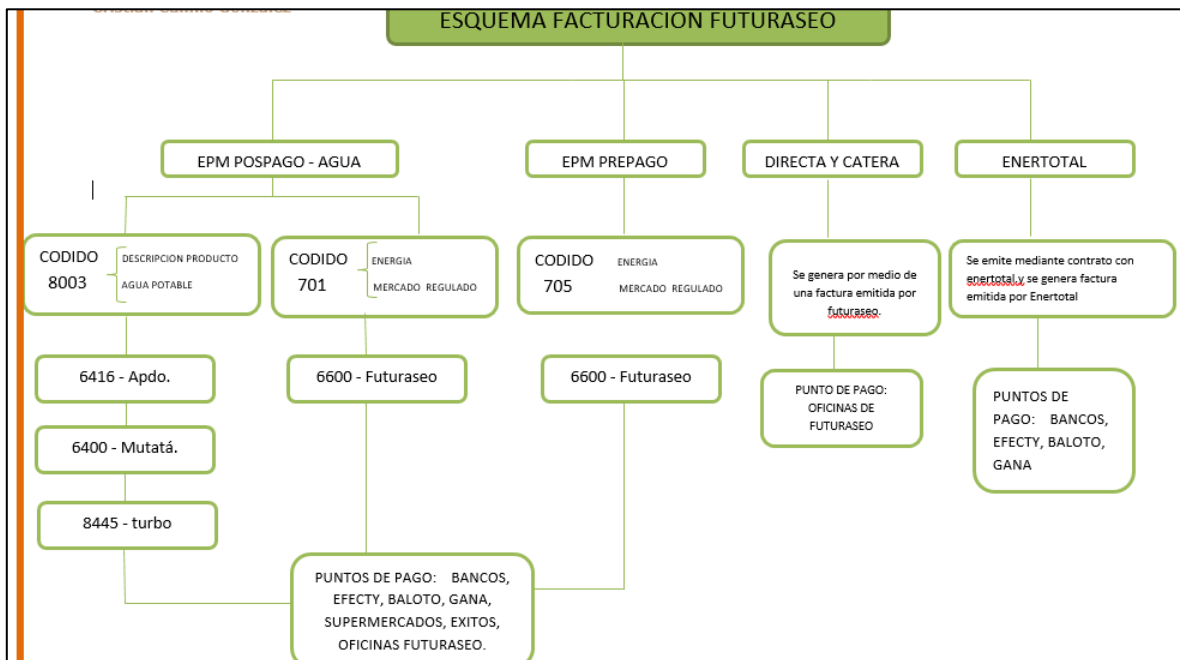 Cristian Camilo González
ESQUEMA FACTURACION FUTURASEO
EPM POSPAGO - AGUA
EPM PREPAGO
DIRECTA Y CATERA
ENERTOTAL
CODIDO
8003
DESCRIPCION PRODUCTO
AGUA POTABLE
CODIDO
701
ENERGIA
MERCADO REGULADO
CODIDO
705
ENERGIA
MERCADO REGULADO
Se genera por medio de
una factura emitida por
futuraseo.
Se emite mediante contrato con
enertotal y se genera factura
emitida por Enertotal
6416 - Apdo.
6600 - Futuraseo
6600 - Futuraseo
PUNTO DE PAGO:
OFICINAS DE
FUTURASEO
PUNTOS DE
PAGO: BANCOS,
EFECTY, BALOTO,
GANA
6400 - Mutatá.
8445 - turbo
PUNTOS DE PAGO: BANCOS,
EFECTY, BALOTO, GANA,
SUPERMERCADOS, EXITOS,
OFICINAS FUTURASEO.